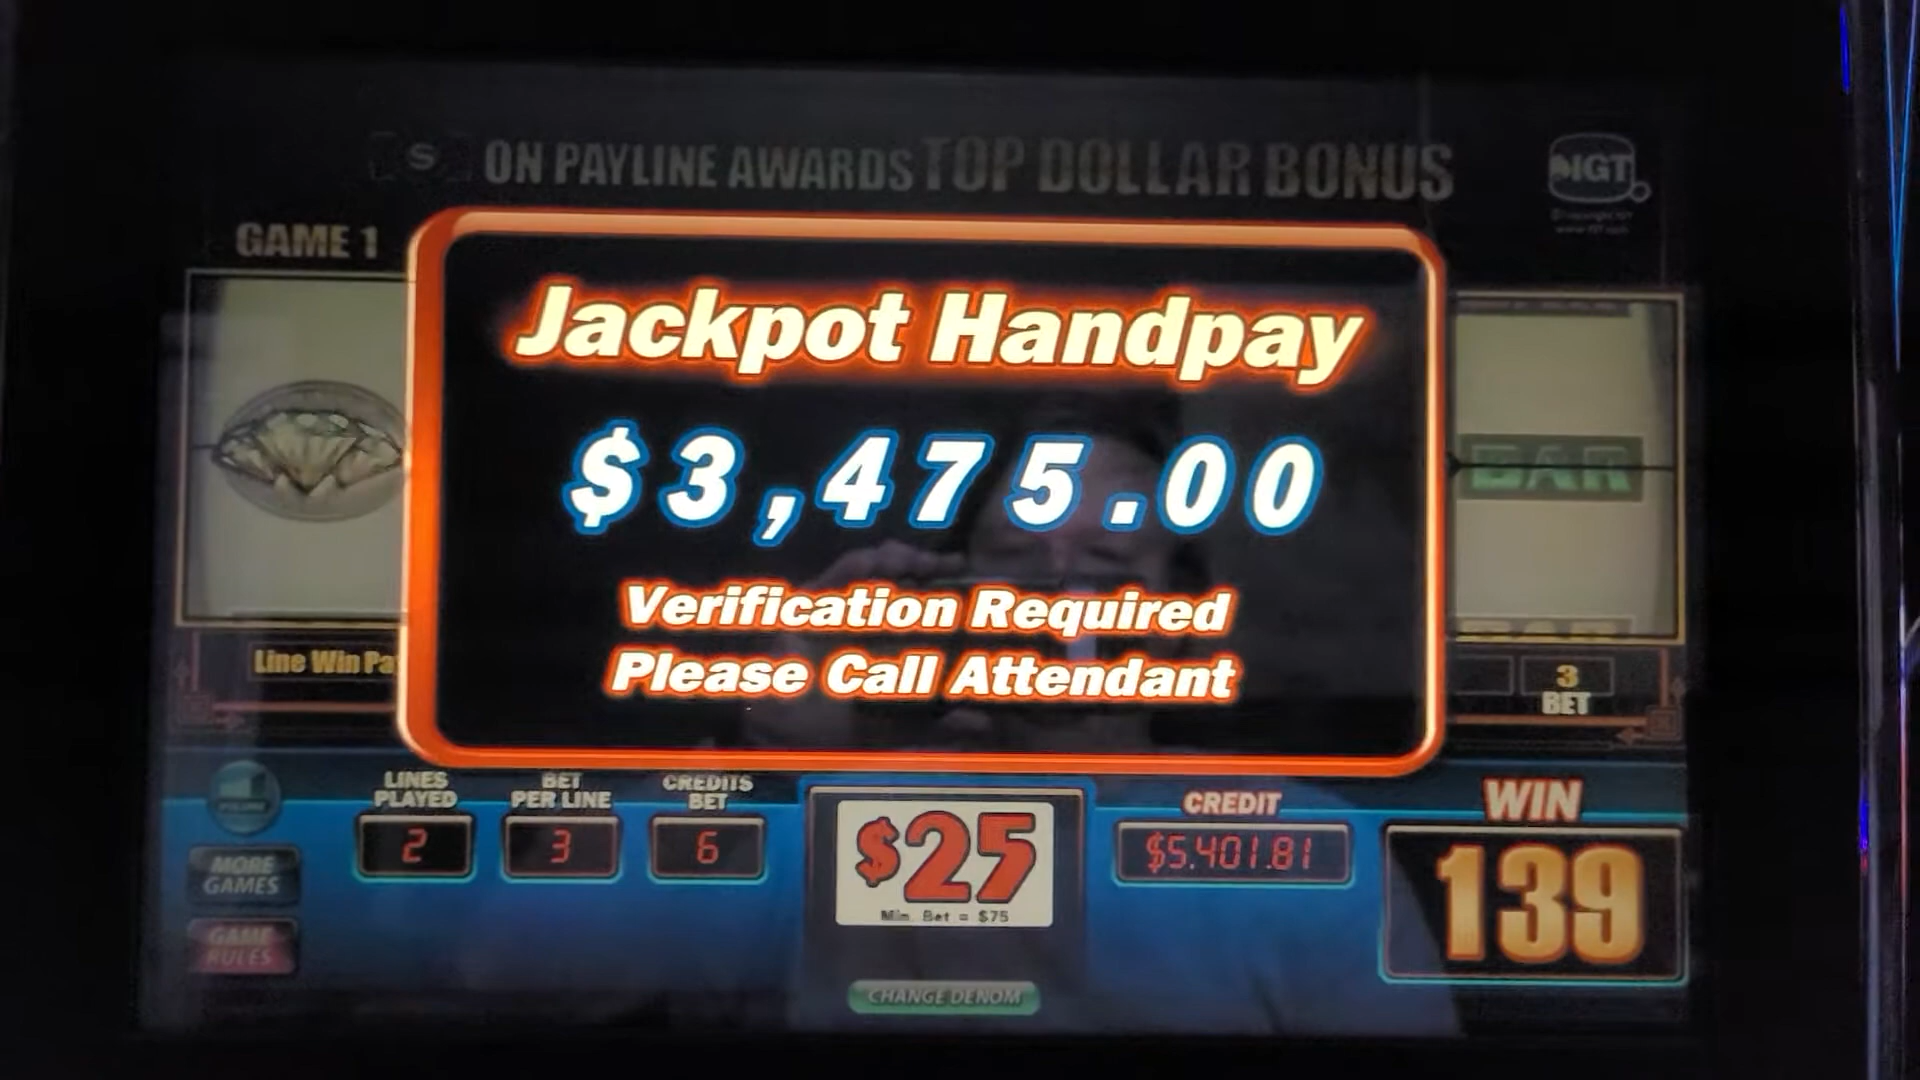 S ON PAYLINE AWARDS TOP DOLLAR BONUS
IGT
GAME 1
Jackpot Handpay
$3,475.00
BAR
Verification Required
Please Call Attendant
Line Win Pa
3
BET
LINES PLAYED
2
BET PER LINE
3
CREDITS BET
6
$25
Min. Bet = $75
CREDIT
$5,401.81
WIN
139
MORE GAMES
GAME RULES
CHANGE DENOM